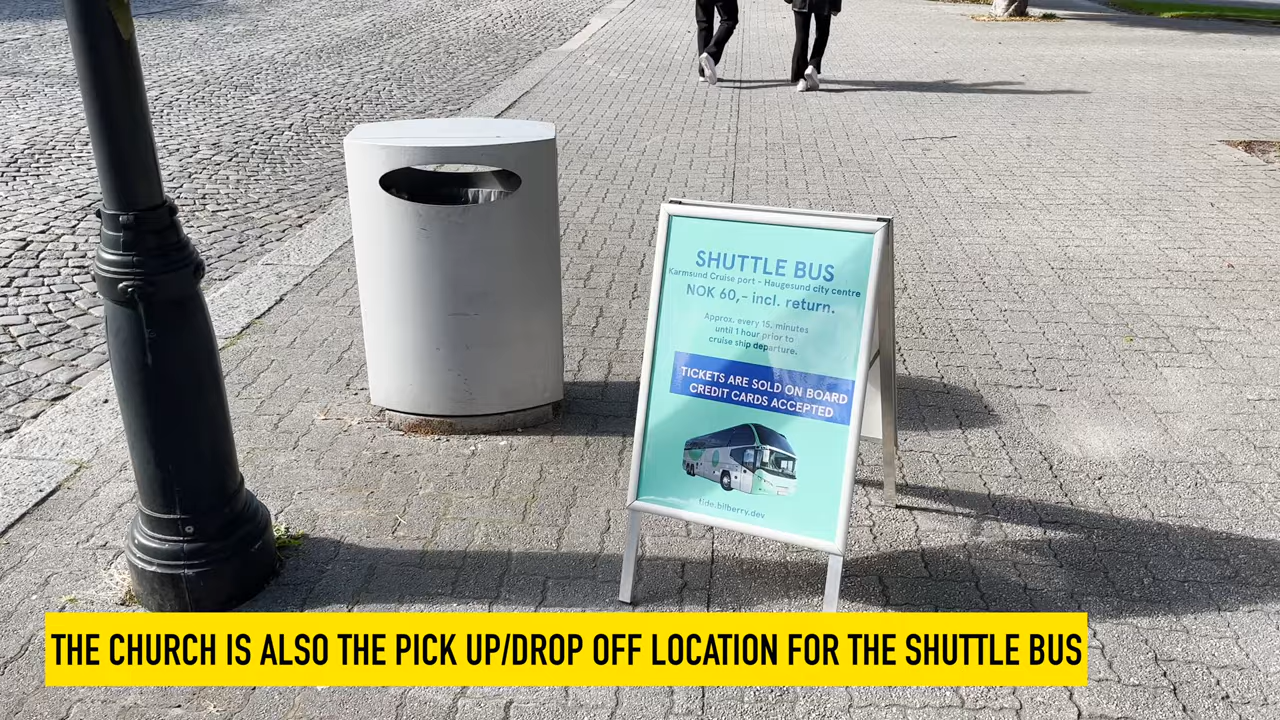 SHUTTLE BUS
Karmsund Cruise port - Haugesund city centre
NOK 60,- incl. return.
Approx. every 15. minutes
until 1 hour prior to
cruise ship departure.
TICKETS ARE SOLD ON BOARD
CREDIT CARDS ACCEPTED
tide.bilberry.dev
THE CHURCH IS ALSO THE PICK UP/DROP OFF LOCATION FOR THE SHUTTLE BUS